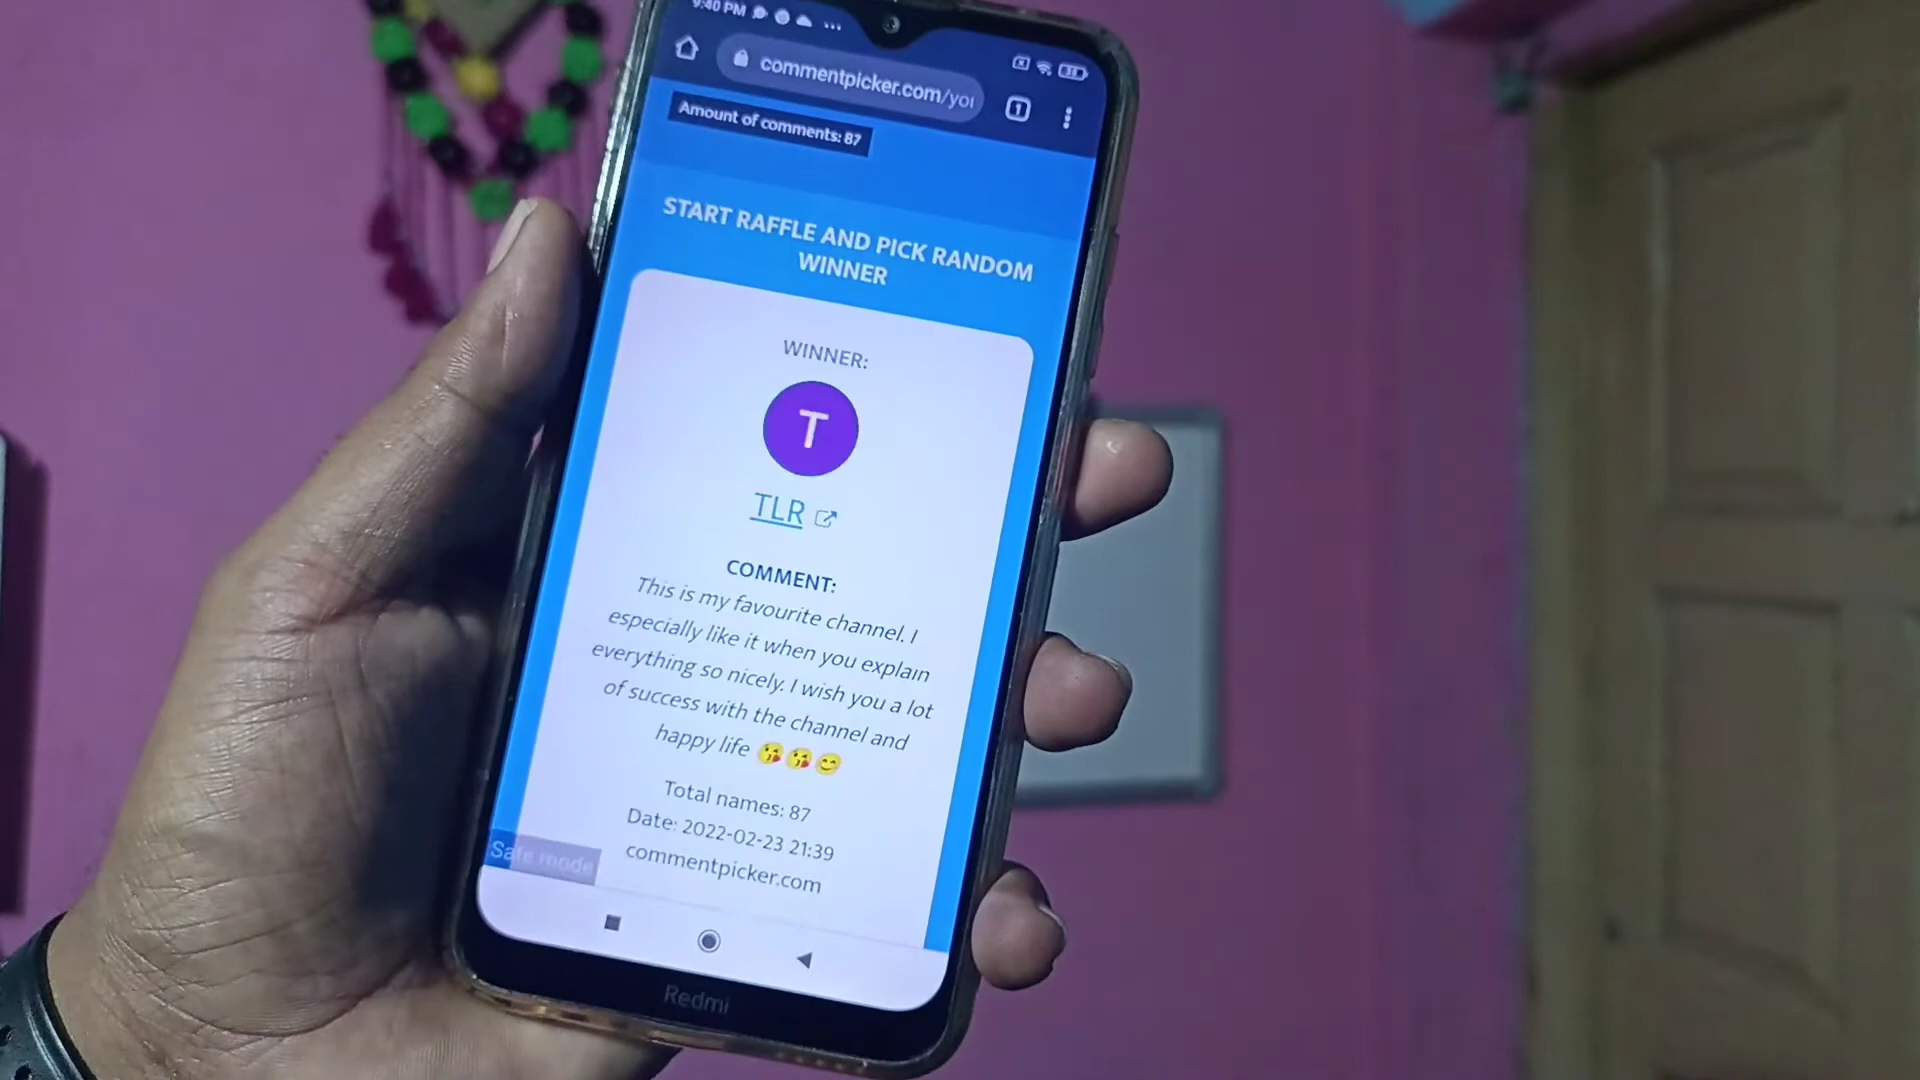 9:40 PM
commentpicker.com/you
1
38
Amount of comments: 87
START RAFFLE AND PICK RANDOM
WINNER
WINNER:
T
TLR
COMMENT:
This is my favourite channel. I
especially like it when you explain
everything so nicely. I wish you a lot
of success with the channel and
happy life 😘😘😊
Total names: 87
Date: 2022-02-23 21:39
commentpicker.com
Safe mode
Redmi